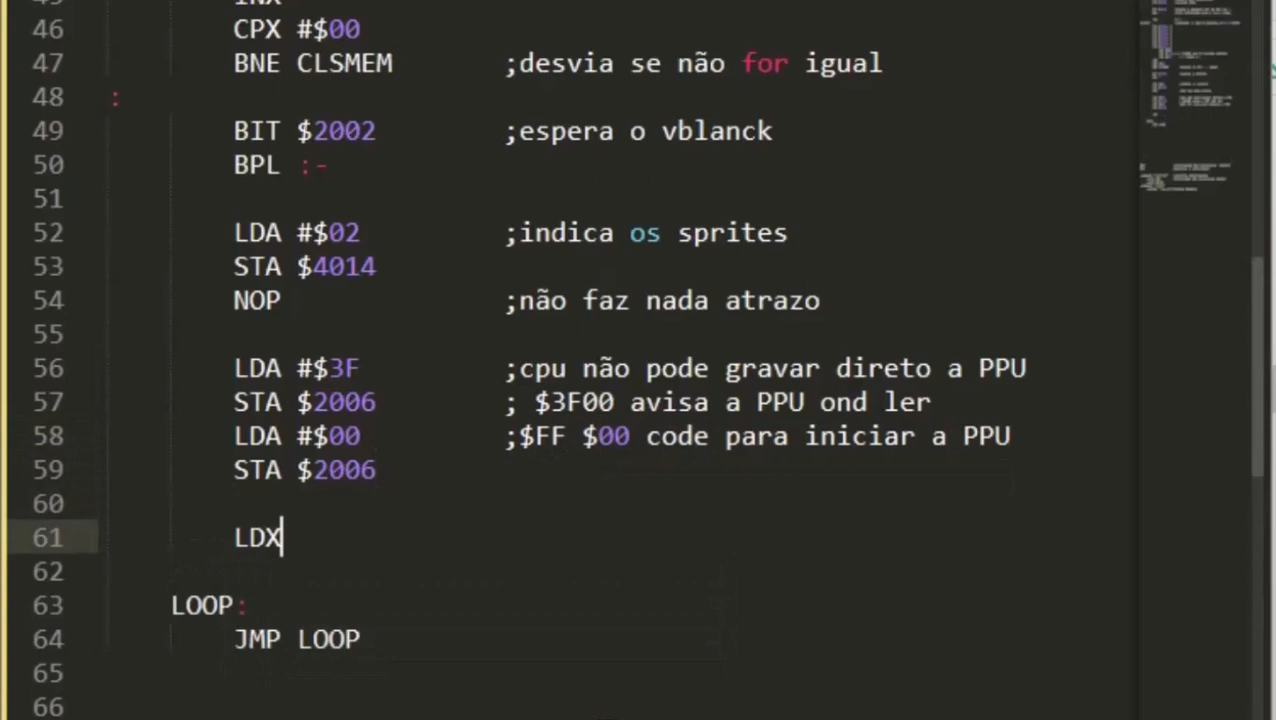 45 INX
46 CPX #$00
47 BNE CLSMEM ;desvia se não for igual
48 :
49 BIT $2002 ;espera o vblanck
50 BPL :-
51
52 LDA #$02 ;indica os sprites
53 STA $4014
54 NOP ;não faz nada atrazo
55
56 LDA #$3F ;cpu não pode gravar direto a PPU
57 STA $2006 ; $3F00 avisa a PPU ond ler
58 LDA #$00 ;$FF $00 code para iniciar a PPU
59 STA $2006
60
61 LDX
62
63 LOOP:
64 JMP LOOP
65
66